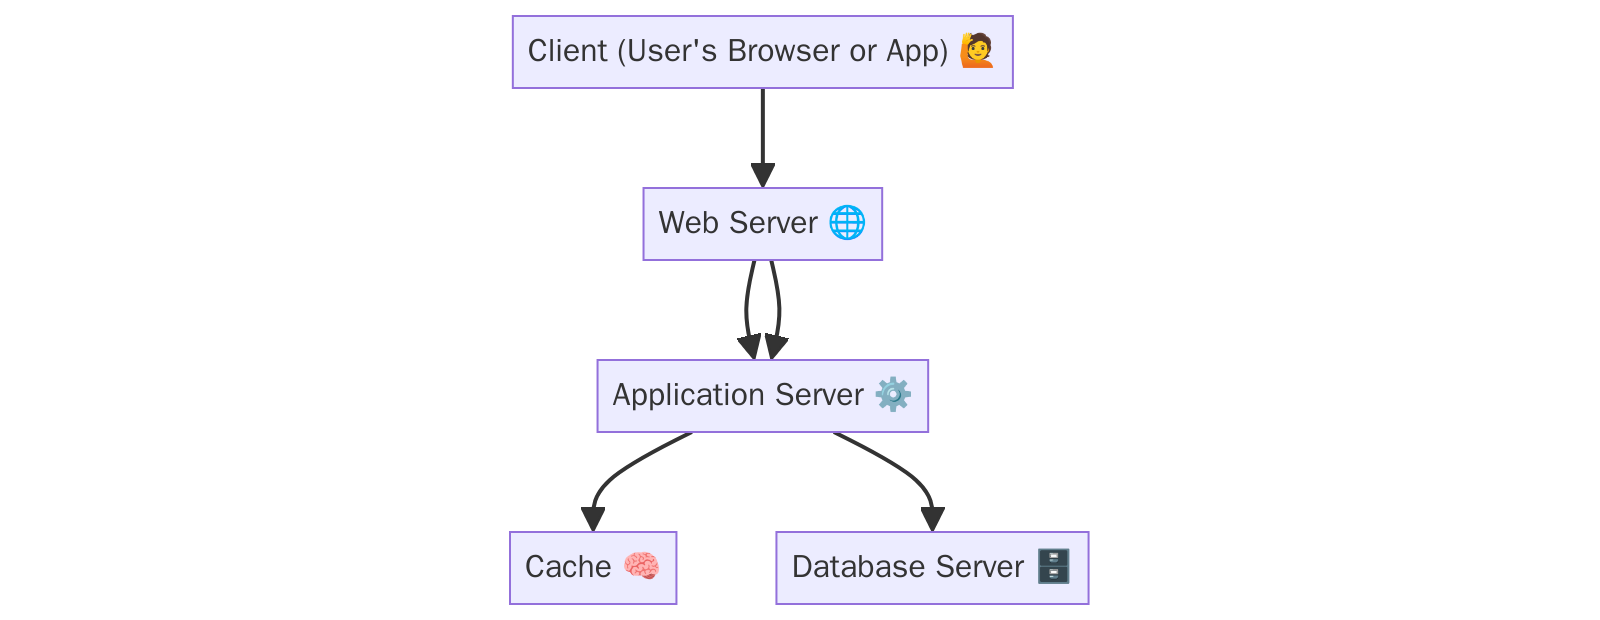 Client (User's Browser or App) 🙋
Web Server 🌐
Application Server ⚙️
Cache 🧠
Database Server 🗄️